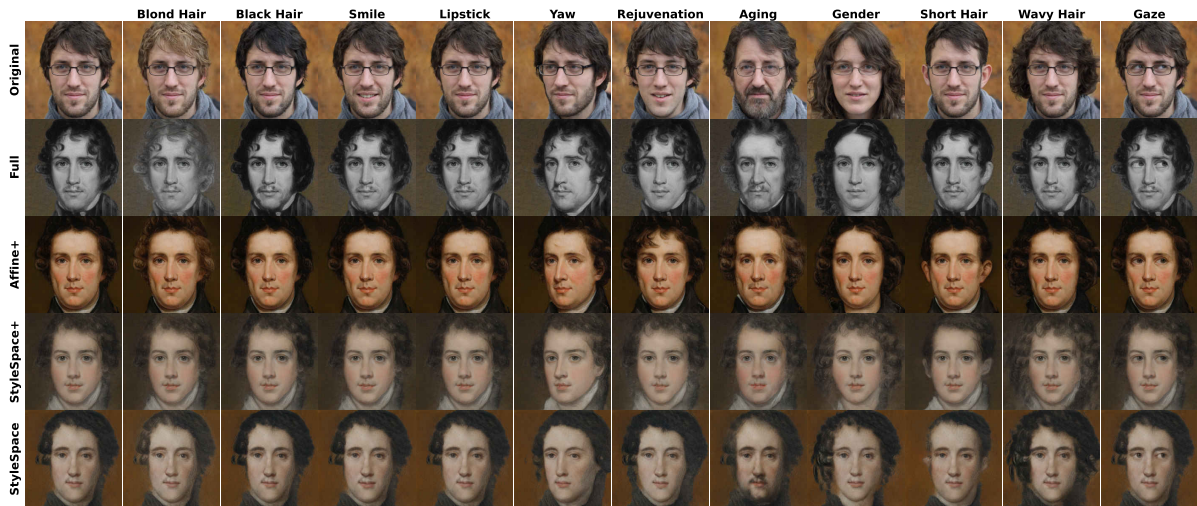 Blond Hair Black Hair Smile Lipstick Yaw Rejuvenation Aging Gender Short Hair Wavy Hair Gaze
Original
Full
Affine+
StyleSpace+
StyleSpace